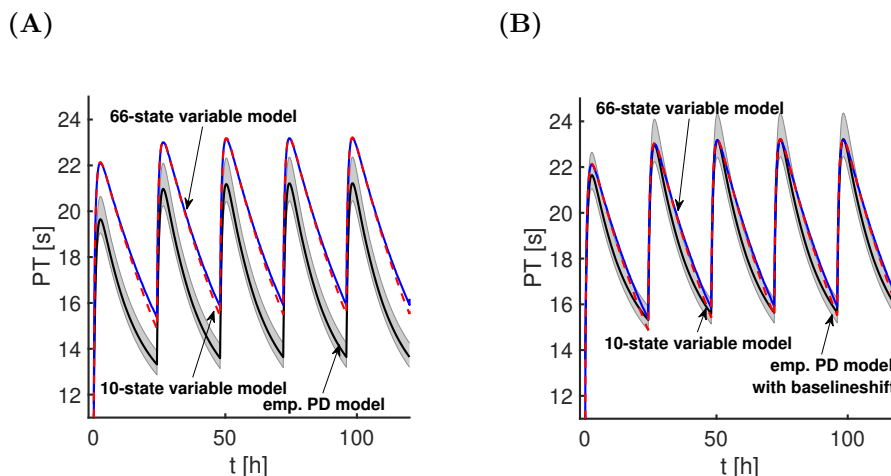 (A)
(B)
66-state variable model
10-state variable model
emp. PD model
PT [s]
24
22
20
18
16
14
12
0
50
100
t [h]
66-state variable model
10-state variable model
emp. PD model
with baselineshift
PT [s]
24
22
20
18
16
14
12
0
50
100
t [h]